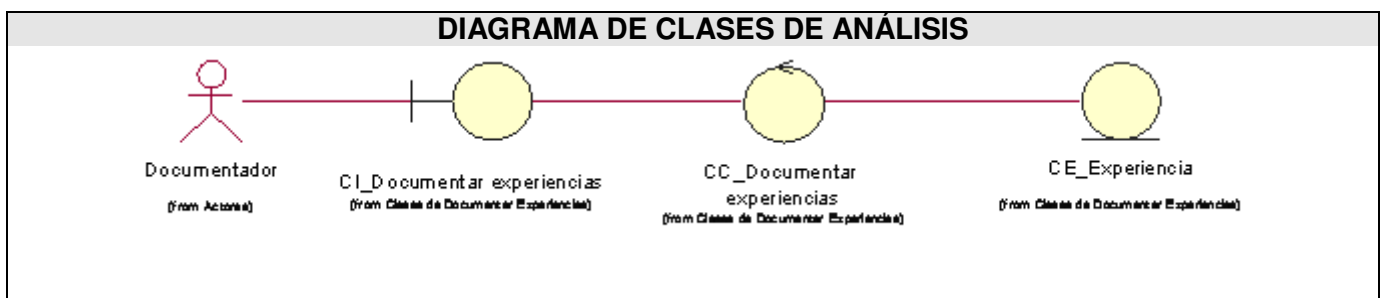 DIAGRAMA DE CLASES DE ANÁLISIS
Documentador
(from Actores)
CI_Documentar experiencias
(from Clases de Documentar Experiencias)
CC_Documentar
experiencias
(from Clases de Documentar Experiencias)
CE_Experiencia
(from Clases de Documentar Experiencias)